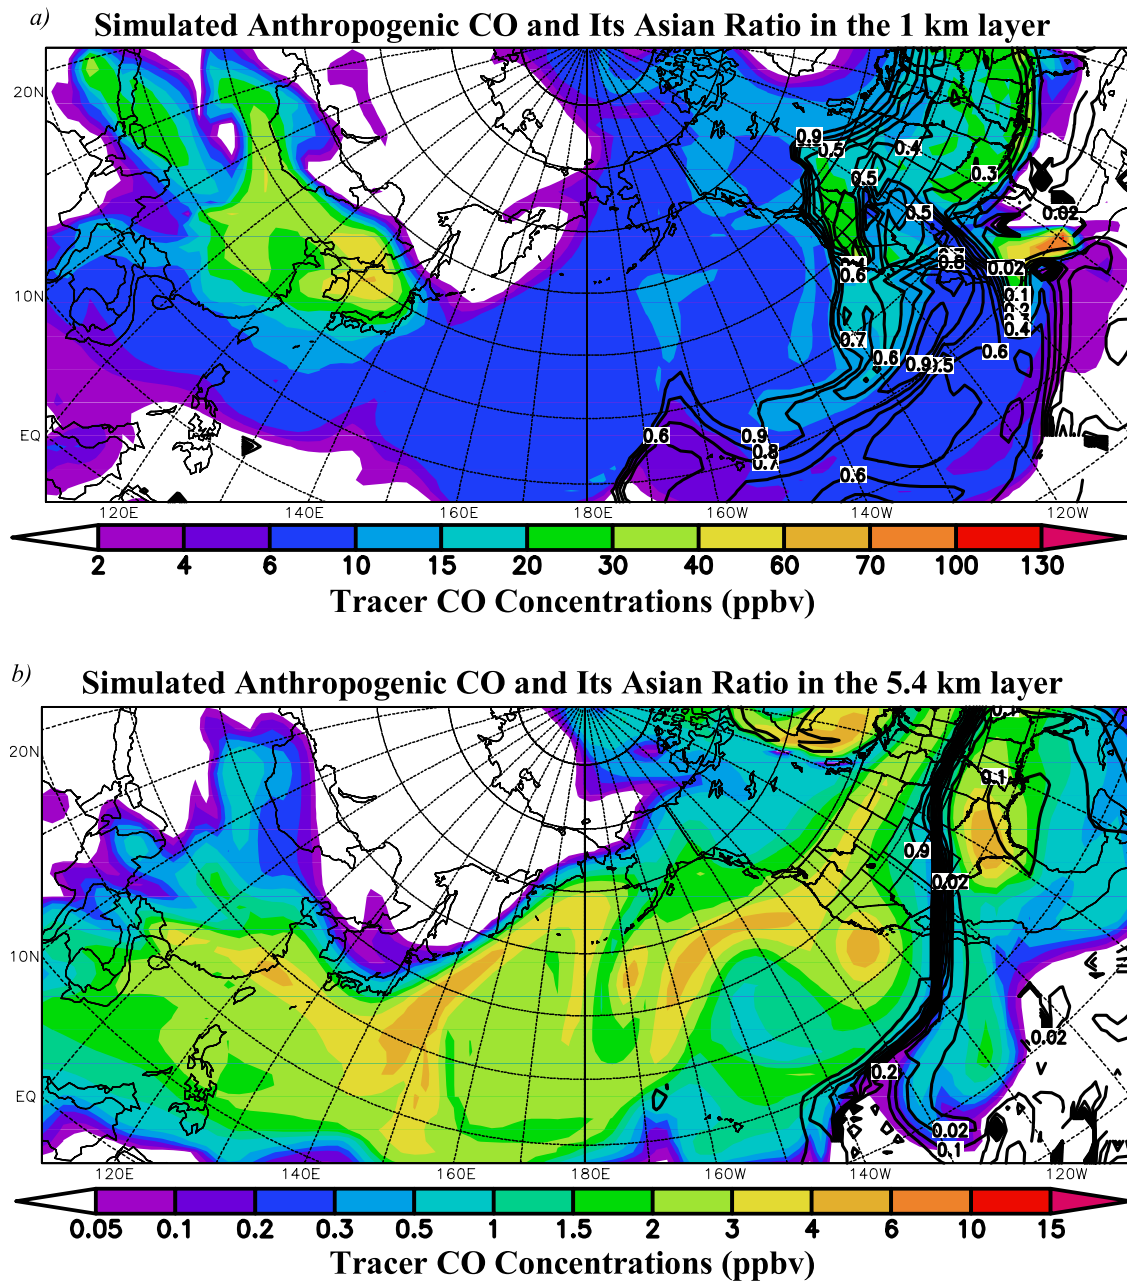 a)
Simulated Anthropogenic CO and Its Asian Ratio in the 1 km layer
20N
0.9
0.5
0.4
0.5
0.3
0.5
0.02
0.02
0.6
10N
0.1
0.4
0.7
0.6
0.9
0.6
EQ
0.6
0.9
0.8
0.7
0.6
120E 140E 160E 180E 160W 140W 120W
2 4 6 10 15 20 30 40 60 70 100 130
Tracer CO Concentrations (ppbv)
b)
Simulated Anthropogenic CO and Its Asian Ratio in the 5.4 km layer
0.1
20N
0.1
0.9
0.02
10N
0.02
0.2
EQ
0.02
0.1
120E 140E 160E 180E 160W 140W 120W
0.05 0.1 0.2 0.3 0.5 1 1.5 2 3 4 6 10 15
Tracer CO Concentrations (ppbv)